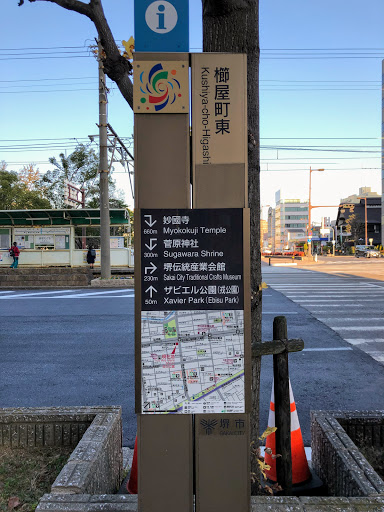 i
櫛屋町東
Kushiya-cho-Higashi
妙國寺
660m Myokokuji Temple
菅原神社
300m Sugawara Shrine
堺伝統産業会館
230m Sakai City Traditional Crafts Museum
ザビエル公園(戎公園)
50m Xavier Park (Ebisu Park)
堺市